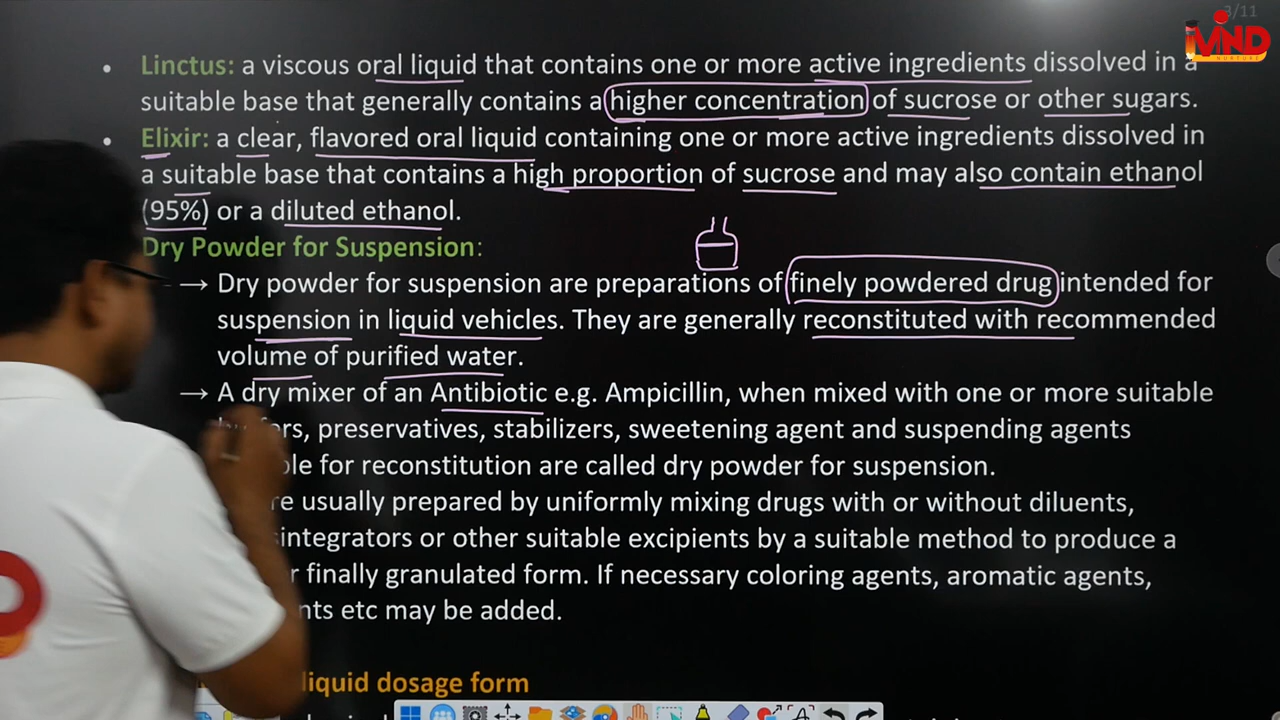 3/11
iVIND
NURTURE
• Linctus: a viscous oral liquid that contains one or more active ingredients dissolved in a
suitable base that generally contains a higher concentration of sucrose or other sugars.
• Elixir: a clear, flavored oral liquid containing one or more active ingredients dissolved in
a suitable base that contains a high proportion of sucrose and may also contain ethanol
(95%) or a diluted ethanol.
Dry Powder for Suspension:
→ Dry powder for suspension are preparations of finely powdered drug intended for
suspension in liquid vehicles. They are generally reconstituted with recommended
volume of purified water.
→ A dry mixer of an Antibiotic e.g. Ampicillin, when mixed with one or more suitable
preservatives, stabilizers, sweetening agent and suspending agents
for reconstitution are called dry powder for suspension.
usually prepared by uniformly mixing drugs with or without diluents,
or other suitable excipients by a suitable method to produce a
finally granulated form. If necessary coloring agents, aromatic agents,
etc may be added.
liquid dosage form